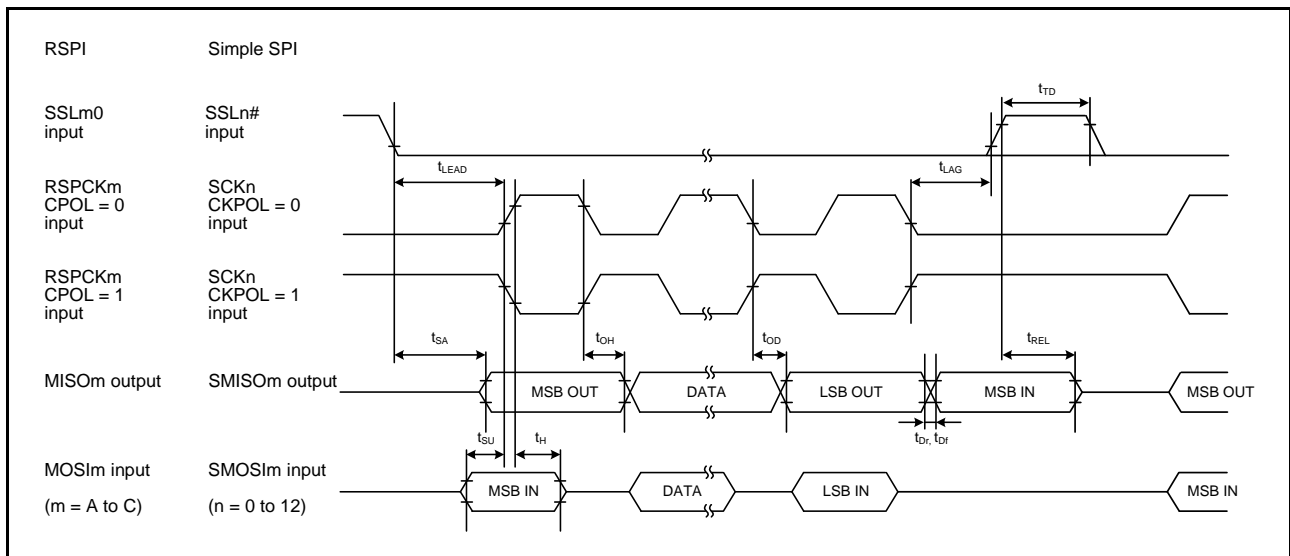 RSPI Simple SPI
SSLm0 SSLn#
input input
tTD
tLEAD tLAG
RSPCKm SCKn
CPOL = 0 CKPOL = 0
input input
RSPCKm SCKn
CPOL = 1 CKPOL = 1
input input
tSA tOH tOD tREL
MISOm output SMISOm output MSB OUT DATA LSB OUT MSB IN MSB OUT
tSU tH tDr, tDf
MOSIm input SMOSIm input MSB IN DATA LSB IN MSB IN
(m = A to C) (n = 0 to 12)